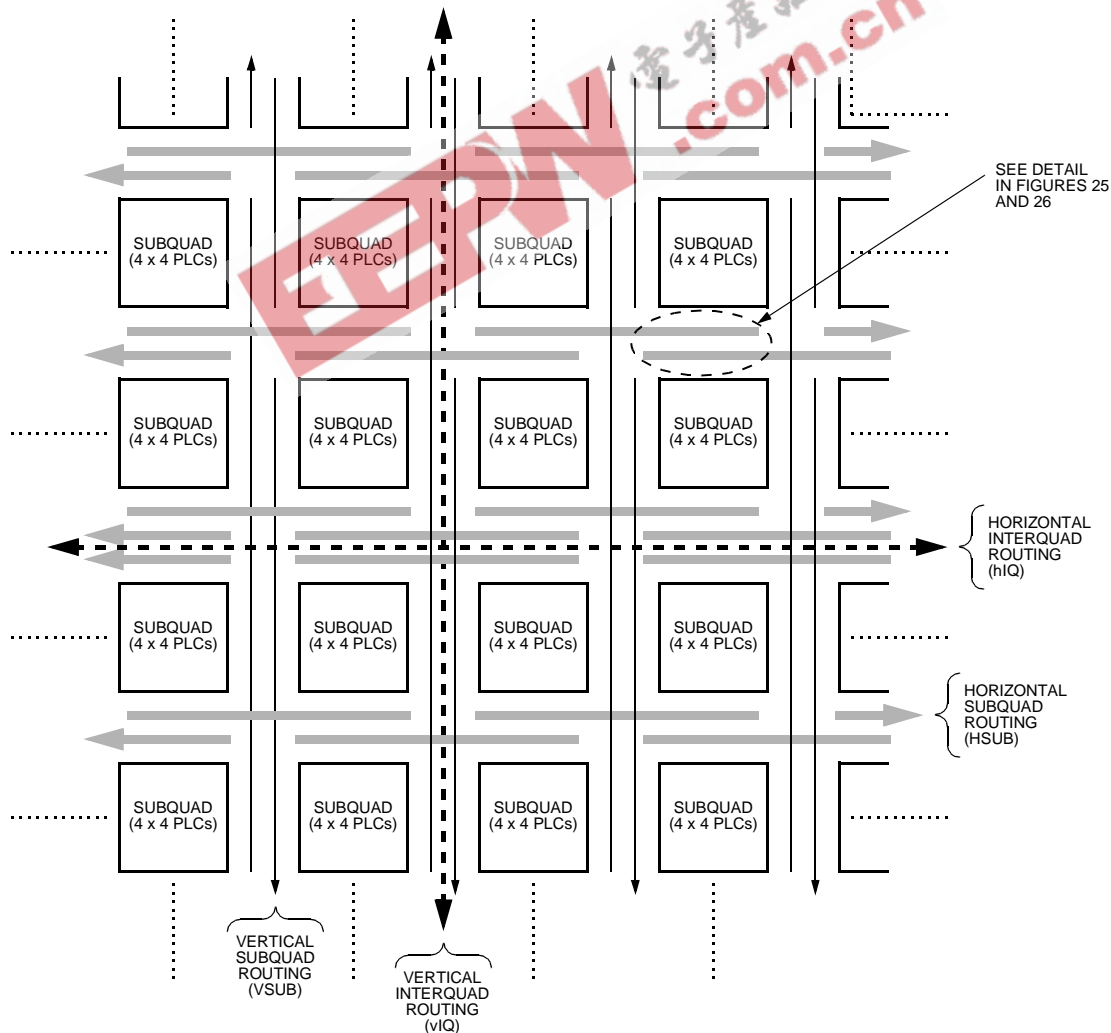 電子產品
EEPW
.com.cn
SEE DETAIL
IN FIGURES 25
AND 26
SUBQUAD
(4 x 4 PLCs)
SUBQUAD
(4 x 4 PLCs)
SUBQUAD
(4 x 4 PLCs)
SUBQUAD
(4 x 4 PLCs)
SUBQUAD
(4 x 4 PLCs)
SUBQUAD
(4 x 4 PLCs)
SUBQUAD
(4 x 4 PLCs)
SUBQUAD
(4 x 4 PLCs)
HORIZONTAL
INTERQUAD
ROUTING
(hIQ)
SUBQUAD
(4 x 4 PLCs)
SUBQUAD
(4 x 4 PLCs)
SUBQUAD
(4 x 4 PLCs)
SUBQUAD
(4 x 4 PLCs)
HORIZONTAL
SUBQUAD
ROUTING
(HSUB)
SUBQUAD
(4 x 4 PLCs)
SUBQUAD
(4 x 4 PLCs)
SUBQUAD
(4 x 4 PLCs)
SUBQUAD
(4 x 4 PLCs)
VERTICAL
SUBQUAD
ROUTING
(VSUB)
VERTICAL
INTERQUAD
ROUTING
(vIQ)